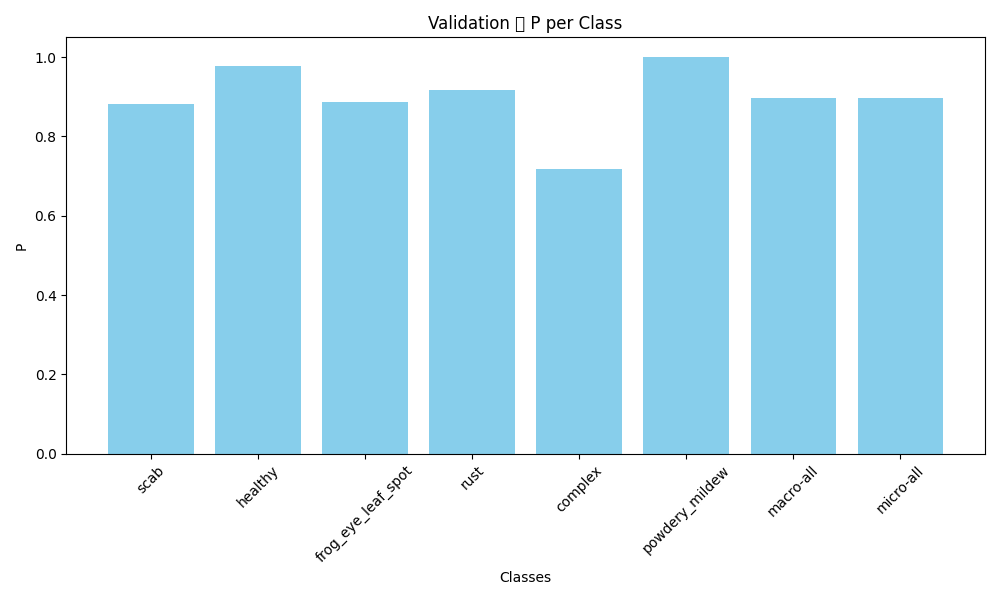 Validation P per Class
P
1.0
0.8
0.6
0.4
0.2
0.0
scab
healthy
frog_eye_leaf_spot
rust
complex
powdery_mildew
macro-all
micro-all
Classes